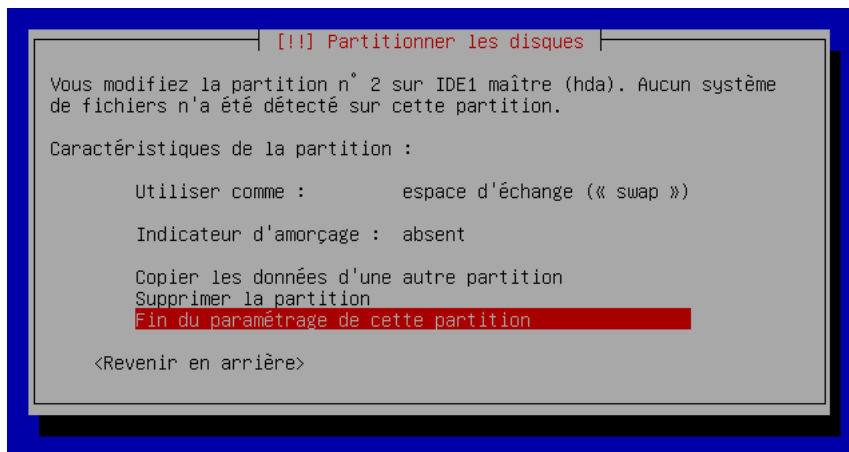 [!!] Partitionner les disques
Vous modifiez la partition n° 2 sur IDE1 maître (hda). Aucun système
de fichiers n'a été détecté sur cette partition.
Caractéristiques de la partition :
Utiliser comme : espace d'échange (« swap »)
Indicateur d'amorçage : absent
Copier les données d'une autre partition
Supprimer la partition
Fin du paramétrage de cette partition
<Revenir en arrière>